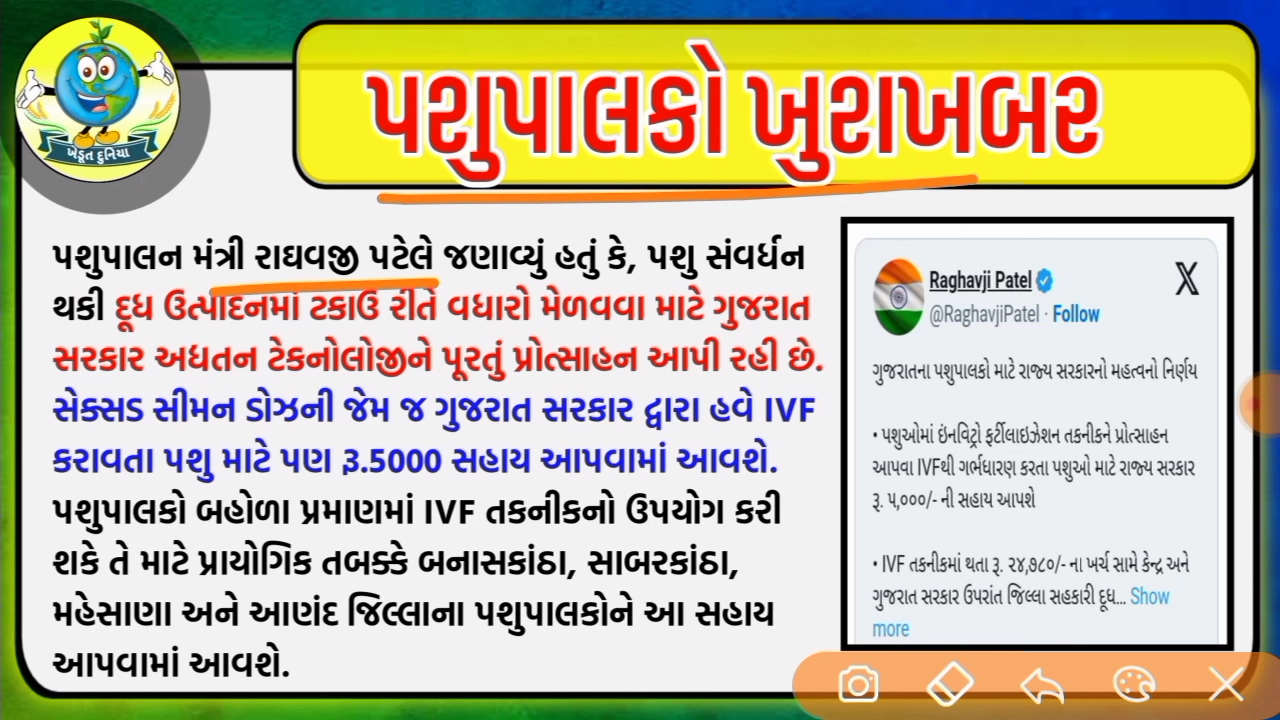 ખેડૂત દુનિયા
પશુપાલકો ખુશખબર
પશુપાલન મંત્રી રાઘવજી પટેલે જણાવ્યું હતું કે, પશુ સંવર્ધન
થકી દૂધ ઉત્પાદનમાં ટકાઉ રીતે વધારો મેળવવા માટે ગુજરાત
સરકાર અધતન ટેકનોલોજીને પૂરતું પ્રોત્સાહન આપી રહી છે.
સેક્સડ સીમન ડોઝની જેમ જ ગુજરાત સરકાર દ્વારા હવે IVF
કરાવતા પશુ માટે પણ રૂ.5000 સહાય આપવામાં આવશે.
પશુપાલકો બહોળા પ્રમાણમાં IVF તકનીકનો ઉપયોગ કરી
શકે તે માટે પ્રાયોગિક તબક્કે બનાસકાંઠા, સાબરકાંઠા,
મહેસાણા અને આણંદ જિલ્લાના પશુપાલકોને આ સહાય
આપવામાં આવશે.
Raghavji Patel
X
@RaghavjiPatel · Follow
ગુજરાતના પશુપાલકો માટે રાજ્ય સરકારનો મહત્વનો નિર્ણય
• પશુઓમાં ઇંનવિટ્રો ફર્ટીલાઇઝેશન તકનીકને પ્રોત્સાહન
આપવા IVFથી ગર્ભધારણ કરતા પશુઓ માટે રાજ્ય સરકાર
રૂ. ૫,૦૦૦/- ની સહાય આપશે
• IVF તકનીકમાં થતા રૂ. ૨૪,૭૮૦/- ના ખર્ચ સામે કેન્દ્ર અને
ગુજરાત સરકાર ઉપરાંત જિલ્લા સહકારી દૂધ... Show
more